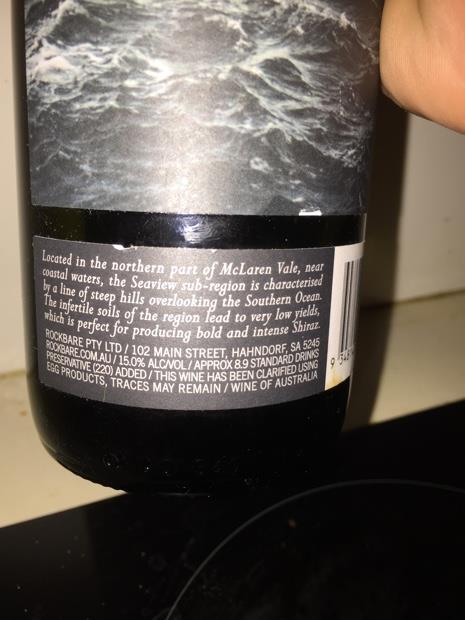 Located in the northern part of McLaren Vale, near
coastal waters, the Seaview sub-region is characterised
by a line of steep hills overlooking the Southern Ocean.
The infertile soils of the region lead to very low yields,
which is perfect for producing bold and intense Shiraz.
ROCKBARE PTY LTD / 102 MAIN STREET, HAHNDORF, SA 5245
ROCKBARE.COM.AU / 15.0% ALC/VOL / APPROX 8.9 STANDARD DRINKS
PRESERVATIVE (220) ADDED / THIS WINE HAS BEEN CLARIFIED USING
EGG PRODUCTS, TRACES MAY REMAIN / WINE OF AUSTRALIA
9